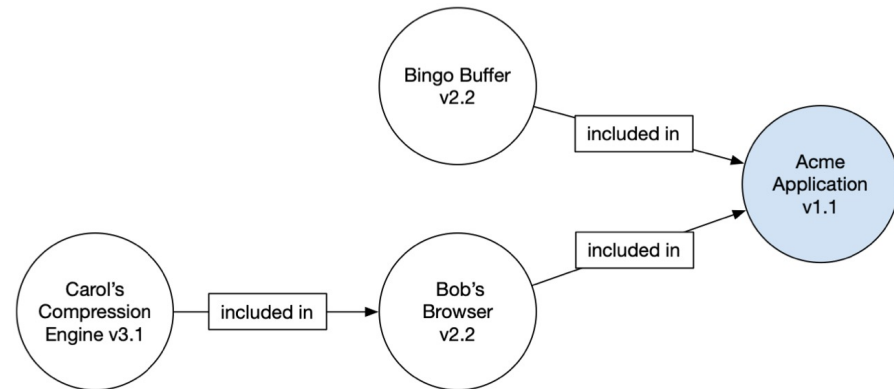 Bingo Buffer
v2.2
included in
Acme
Application
v1.1
included in
Carol's
Compression
Engine v3.1
included in
Bob's
Browser
v2.2